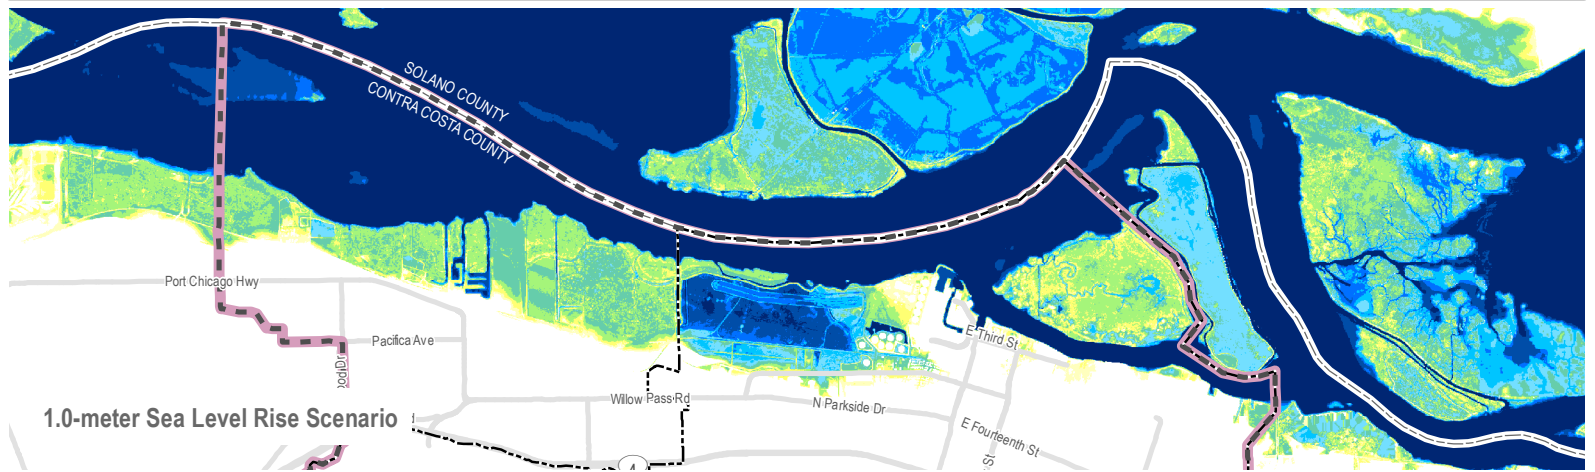 SOLANO COUNTY
CONTRA COSTA COUNTY
Port Chicago Hwy
Pacifica Ave
E Third St
Willow Pass Rd
N Parkside Dr
1.0-meter Sea Level Rise Scenario
E Fourteenth St
St
4